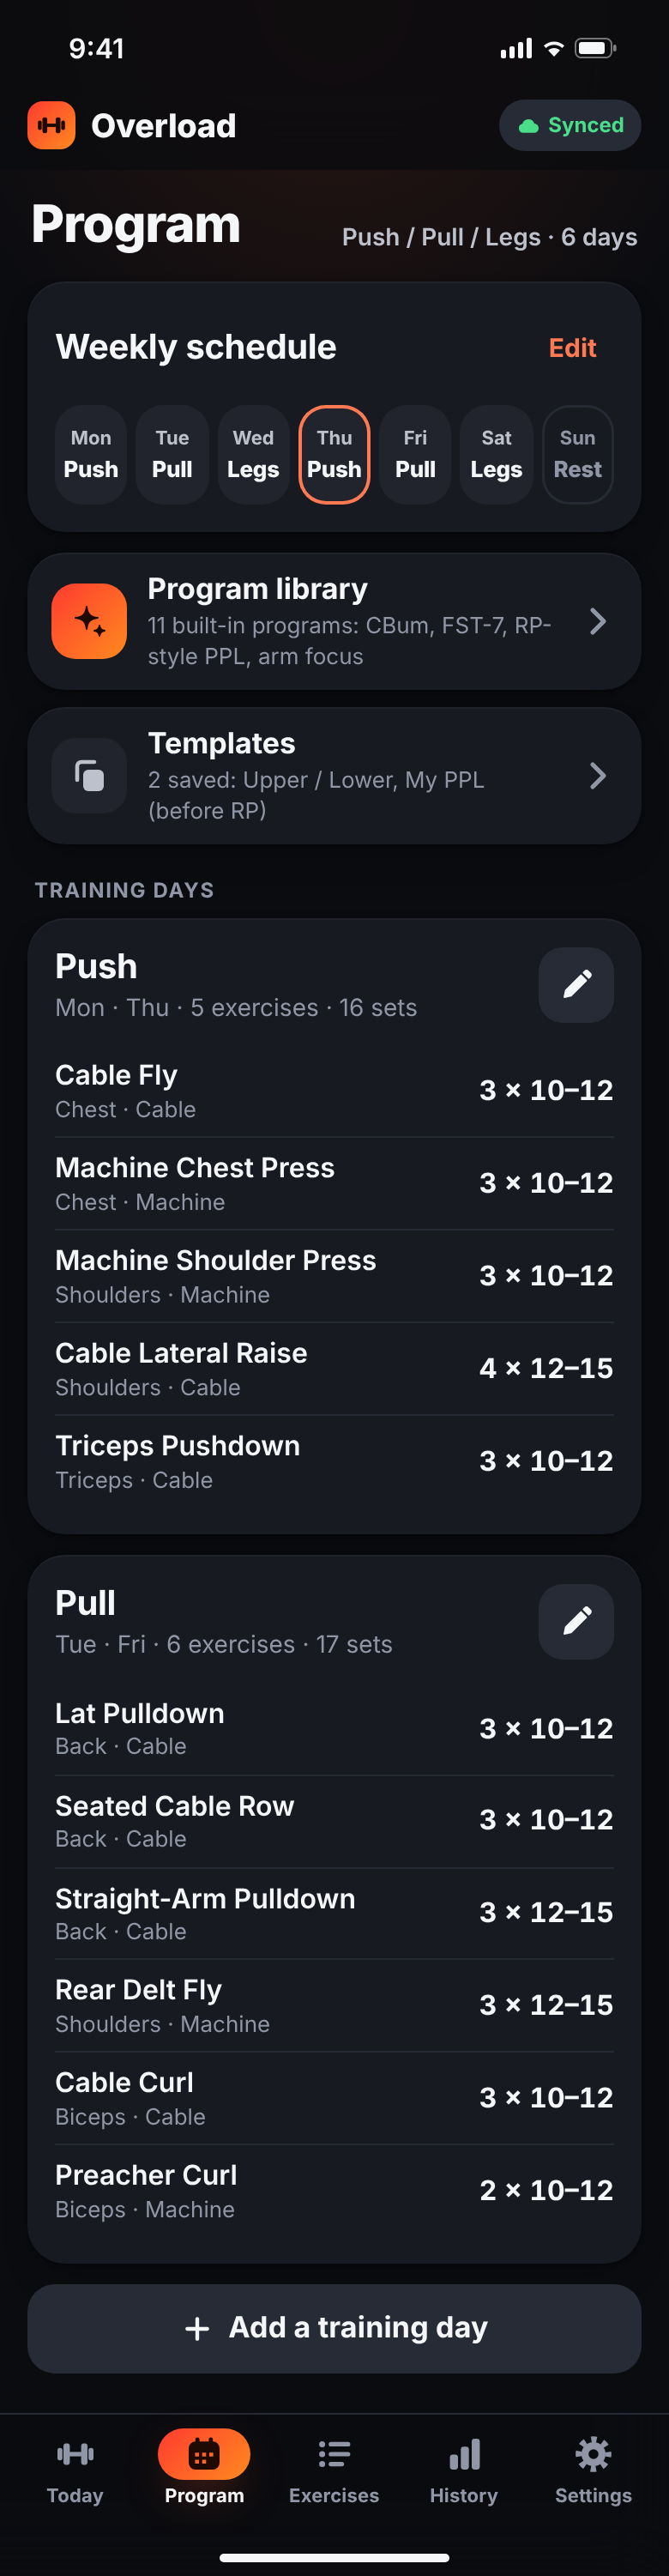 9:41
Overload
Synced
Program
Push / Pull / Legs · 6 days
Weekly schedule
Edit
Mon Tue Wed Thu Fri Sat Sun
Push Pull Legs Push Pull Legs Rest
Program library
11 built-in programs: CBum, FST-7, RP-
style PPL, arm focus
Templates
2 saved: Upper / Lower, My PPL
(before RP)
TRAINING DAYS
Push
Mon · Thu · 5 exercises · 16 sets
Cable Fly
Chest · Cable
3 × 10–12
Machine Chest Press
Chest · Machine
3 × 10–12
Machine Shoulder Press
Shoulders · Machine
3 × 10–12
Cable Lateral Raise
Shoulders · Cable
4 × 12–15
Triceps Pushdown
Triceps · Cable
3 × 10–12
Pull
Tue · Fri · 6 exercises · 17 sets
Lat Pulldown
Back · Cable
3 × 10–12
Seated Cable Row
Back · Cable
3 × 10–12
Straight-Arm Pulldown
Back · Cable
3 × 12–15
Rear Delt Fly
Shoulders · Machine
3 × 12–15
Cable Curl
Biceps · Cable
3 × 10–12
Preacher Curl
Biceps · Machine
2 × 10–12
+ Add a training day
Today Program Exercises History Settings